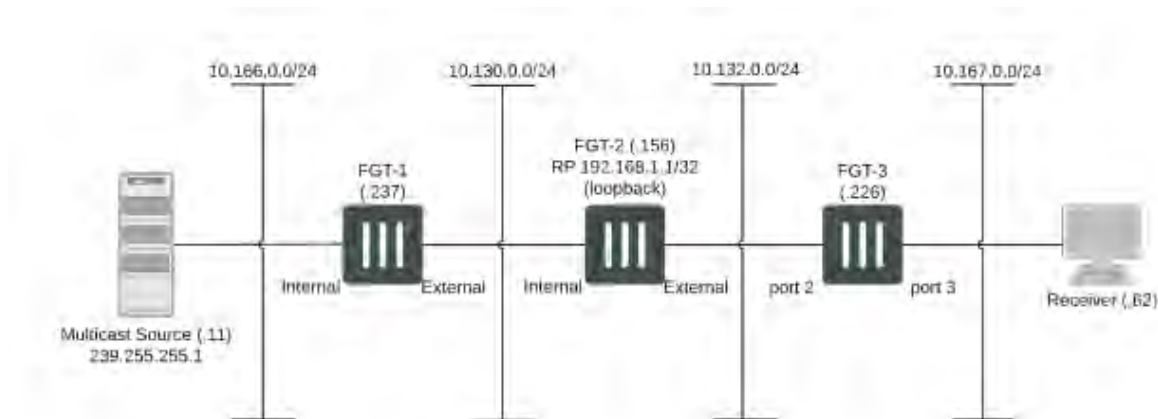 10.166.0.0/24
10.130.0.0/24
10.132.0.0/24
10.167.0.0/24
FGT-1
(.237)
FGT-2 (.156)
RP 192.168.1.1/32
(loopback)
FGT-3
(.226)
Internal
External
Internal
External
port 2
port 3
Multicast Source (.11)
239.255.255.1
Receiver (.62)